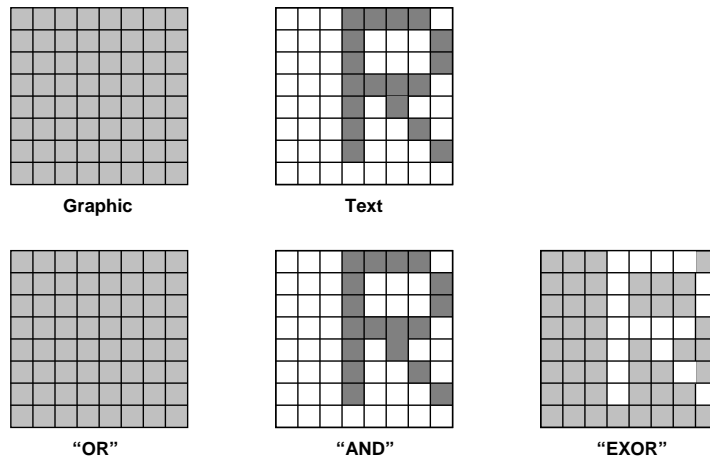 Graphic
Text
“OR”
“AND”
“EXOR”